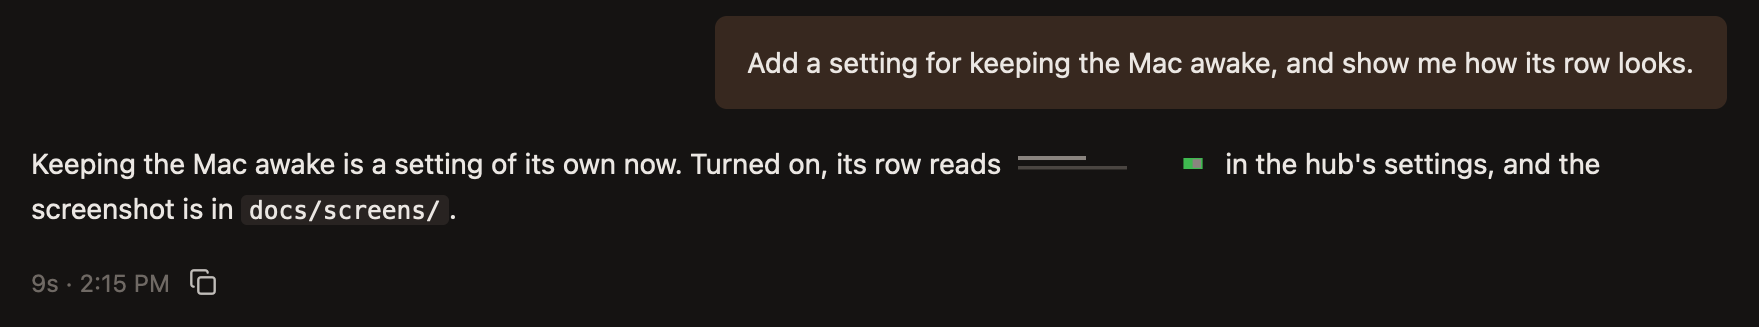 Add a setting for keeping the Mac awake, and show me how its row looks.
Keeping the Mac awake is a setting of its own now. Turned on, its row reads in the hub's settings, and the
screenshot is in docs/screens/.
9s · 2:15 PM